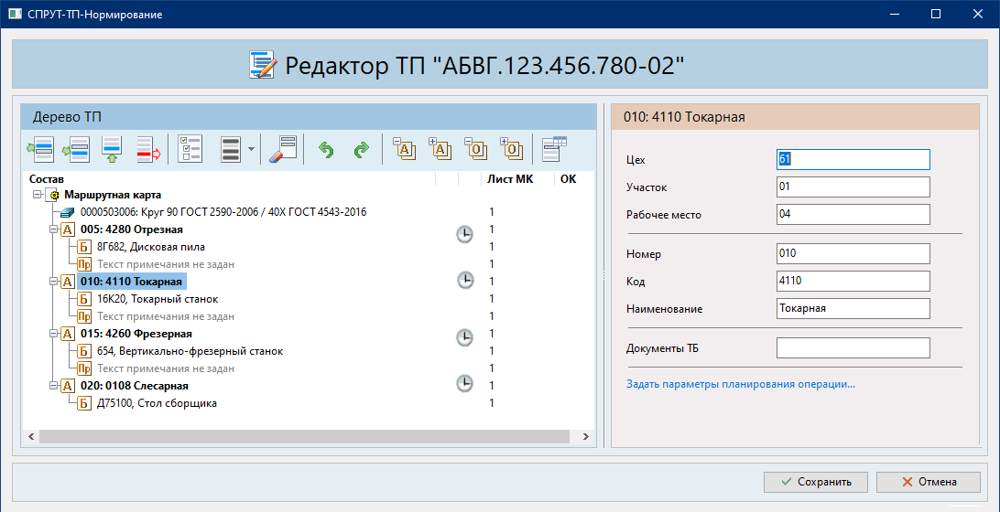 СПРУТ-ТП-Нормирование
Редактор ТП "АБВГ.123.456.780-02"
Дерево ТП
Состав Лист МК ОК
Маршрутная карта
0000503006: Круг 90 ГОСТ 2590-2006 / 40Х ГОСТ 4543-2016 1
А 005: 4280 Отрезная 1
Б 8Г682, Дисковая пила 1
Пр Текст примечания не задан 1
А 010: 4110 Токарная 1
Б 16К20, Токарный станок 1
Пр Текст примечания не задан 1
А 015: 4260 Фрезерная 1
Б 654, Вертикально-фрезерный станок 1
Пр Текст примечания не задан 1
А 020: 0108 Слесарная 1
Б Д75100, Стол сборщика 1
010: 4110 Токарная
Цех 61
Участок 01
Рабочее место 04
Номер 010
Код 4110
Наименование Токарная
Документы ТБ
Задать параметры планирования операции...
Сохранить Отмена